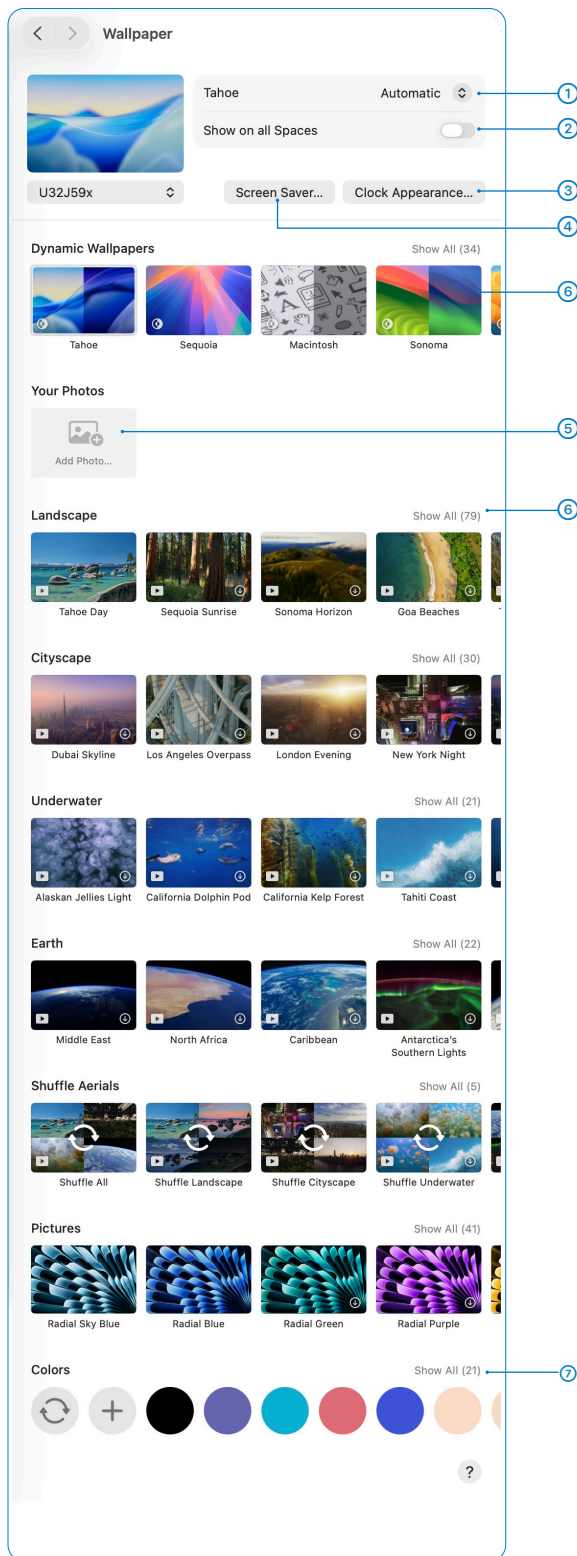 Wallpaper
Tahoe
Automatic
1
Show on all Spaces
2
U32J59x
Screen Saver...
Clock Appearance...
3
4
Dynamic Wallpapers
Show All (34)
6
Tahoe
Sequoia
Macintosh
Sonoma
Your Photos
Add Photo...
5
Landscape
Show All (79)
6
Tahoe Day
Sequoia Sunrise
Sonoma Horizon
Goa Beaches
Cityscape
Show All (30)
Dubai Skyline
Los Angeles Overpass
London Evening
New York Night
Underwater
Show All (21)
Alaskan Jellies Light
California Dolphin Pod
California Kelp Forest
Tahiti Coast
Earth
Show All (22)
Middle East
North Africa
Caribbean
Antarctica's
Southern Lights
Shuffle Aerials
Show All (5)
Shuffle All
Shuffle Landscape
Shuffle Cityscape
Shuffle Underwater
Pictures
Show All (41)
Radial Sky Blue
Radial Blue
Radial Green
Radial Purple
Colors
Show All (21)
7
?